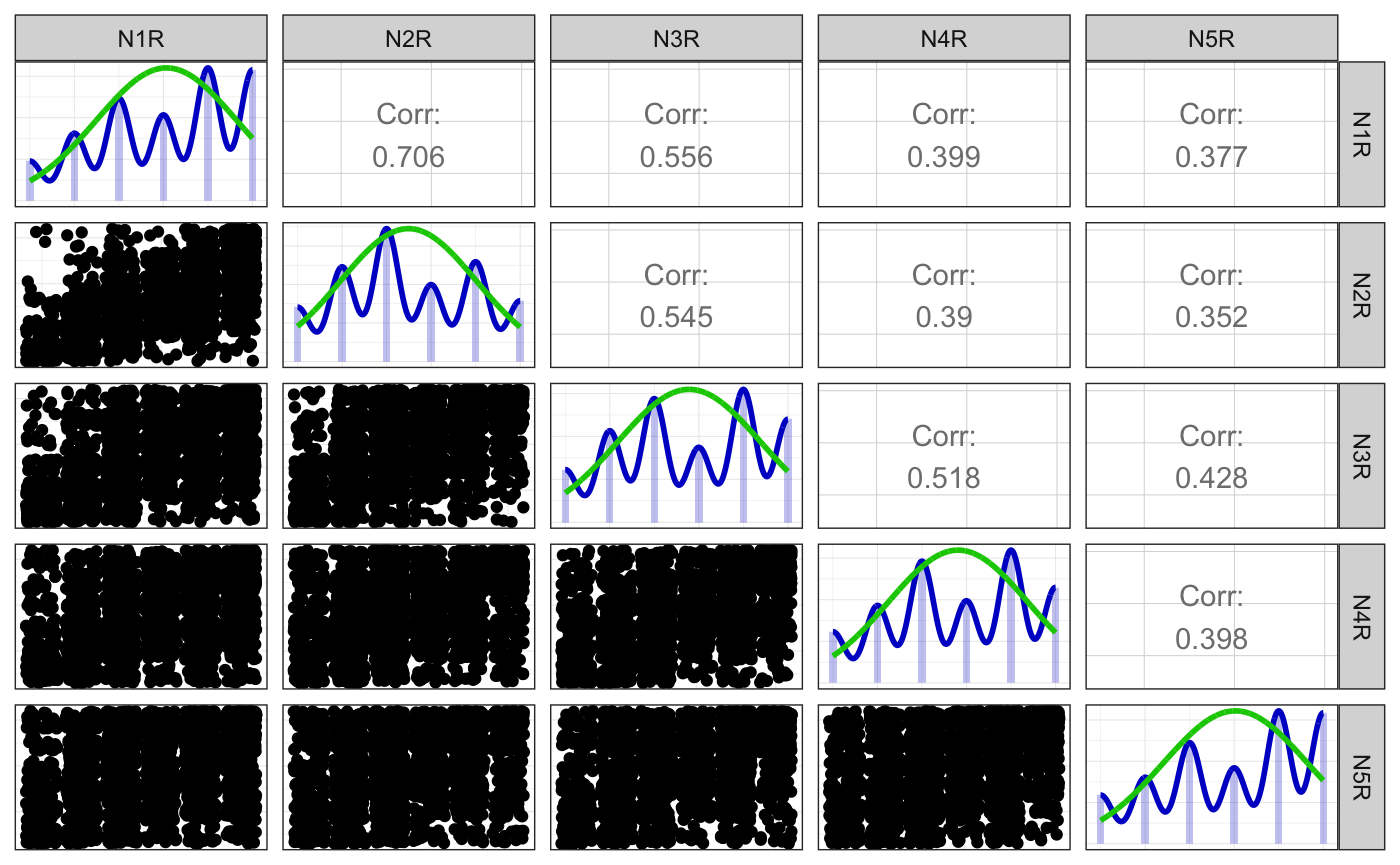 N1R N2R N3R N4R N5R
Corr:
0.706
Corr:
0.556
Corr:
0.399
Corr:
0.377
N1R
Corr:
0.545
Corr:
0.39
Corr:
0.352
N2R
Corr:
0.518
Corr:
0.428
N3R
Corr:
0.398
N4R
N5R